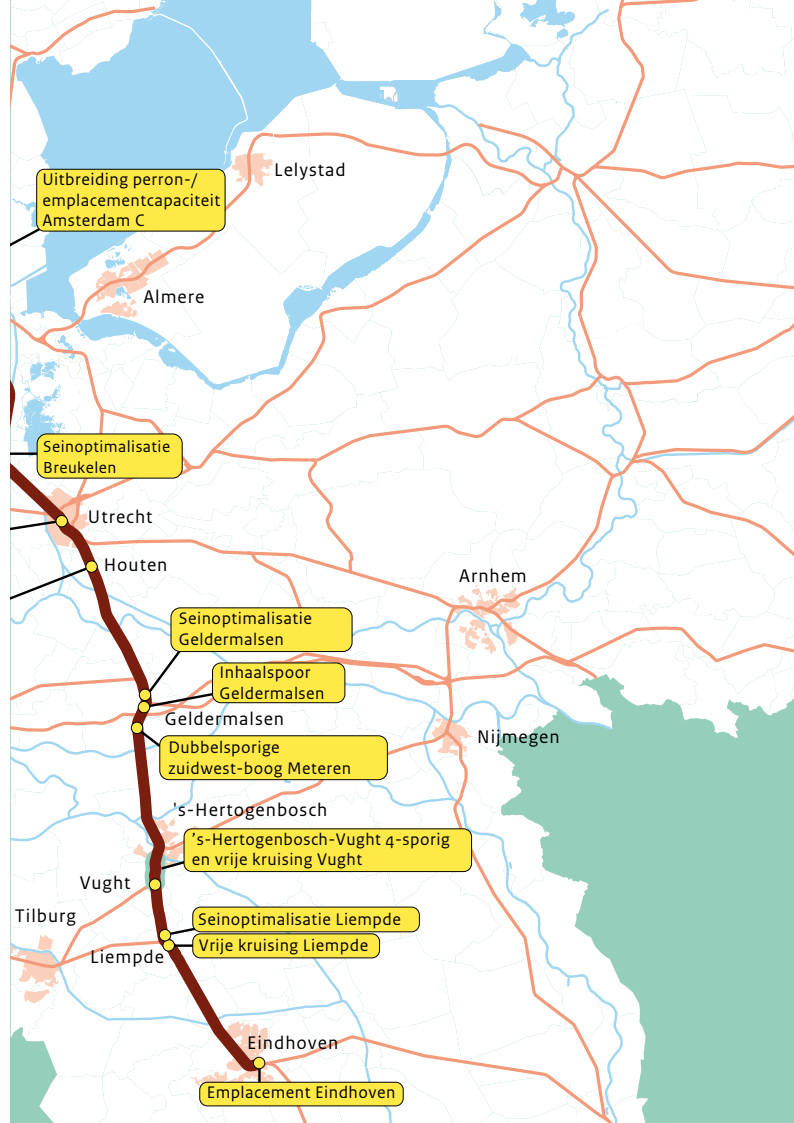 Lelystad
Uitbreiding perron-/
emplacementcapaciteit
Amsterdam C
Almere
Seinoptimalisatie
Breukelen
Utrecht
Houten
Arnhem
Seinoptimalisatie
Geldermalsen
Inhaalspoor
Geldermalsen
Geldermalsen
Nijmegen
Dubbelsporige
zuidwest-boog Meteren
's-Hertogenbosch
's-Hertogenbosch-Vught 4-sporig
en vrije kruising Vught
Vught
Tilburg
Seinoptimalisatie Liempde
Vrije kruising Liempde
Liempde
Eindhoven
Emplacement Eindhoven